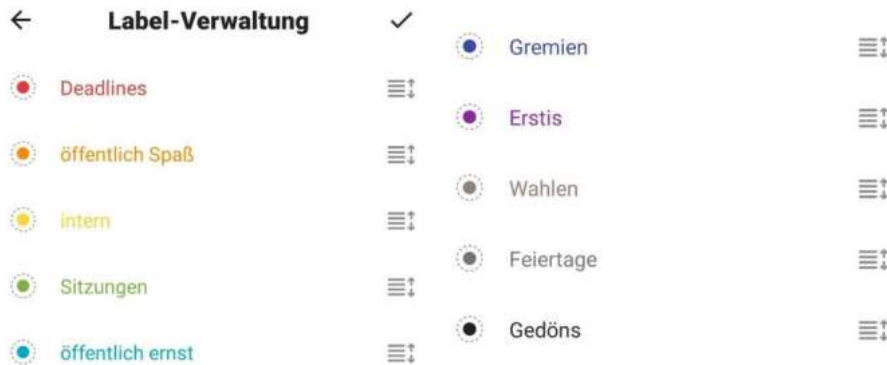 Label-Verwaltung
Deadlines
öffentlich Spaß
intern
Sitzungen
öffentlich ernst
Gremien
Erstis
Wahlen
Feiertage
Gedöns